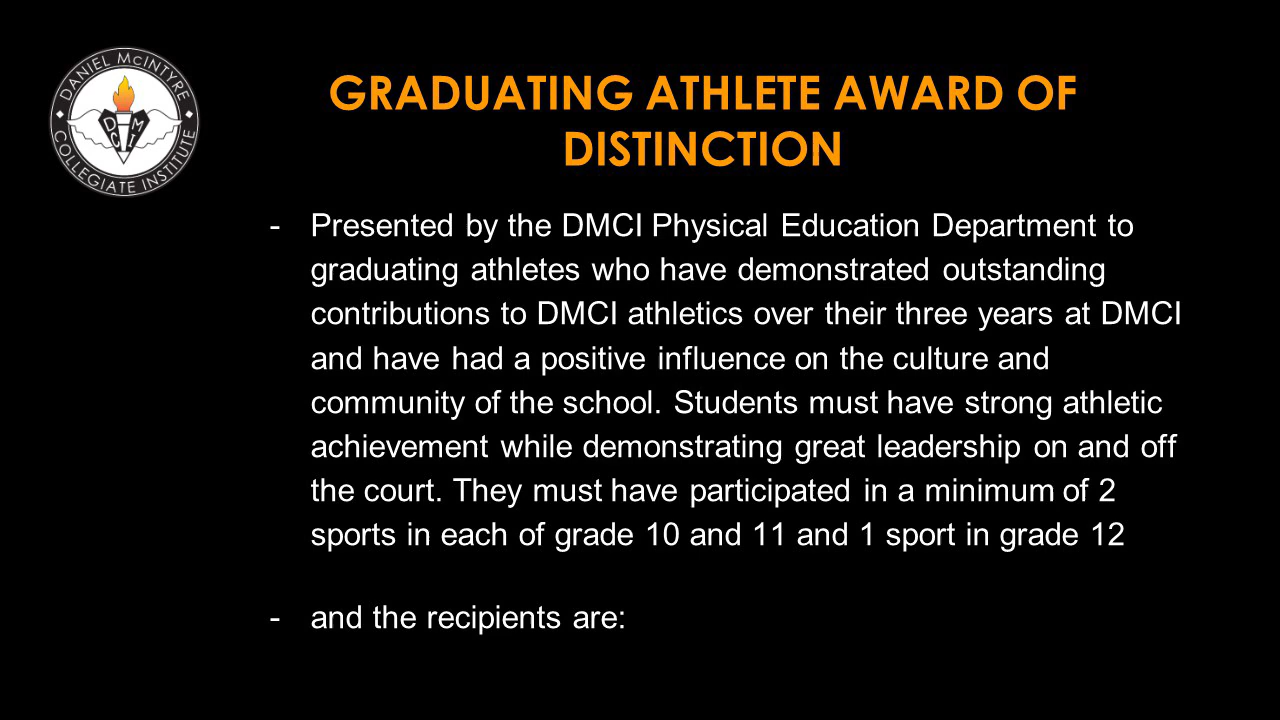 DANIEL McINTYRE
COLLEGIATE INSTITUTE
DMCI
GRADUATING ATHLETE AWARD OF
DISTINCTION
- Presented by the DMCI Physical Education Department to
graduating athletes who have demonstrated outstanding
contributions to DMCI athletics over their three years at DMCI
and have had a positive influence on the culture and
community of the school. Students must have strong athletic
achievement while demonstrating great leadership on and off
the court. They must have participated in a minimum of 2
sports in each of grade 10 and 11 and 1 sport in grade 12
- and the recipients are: